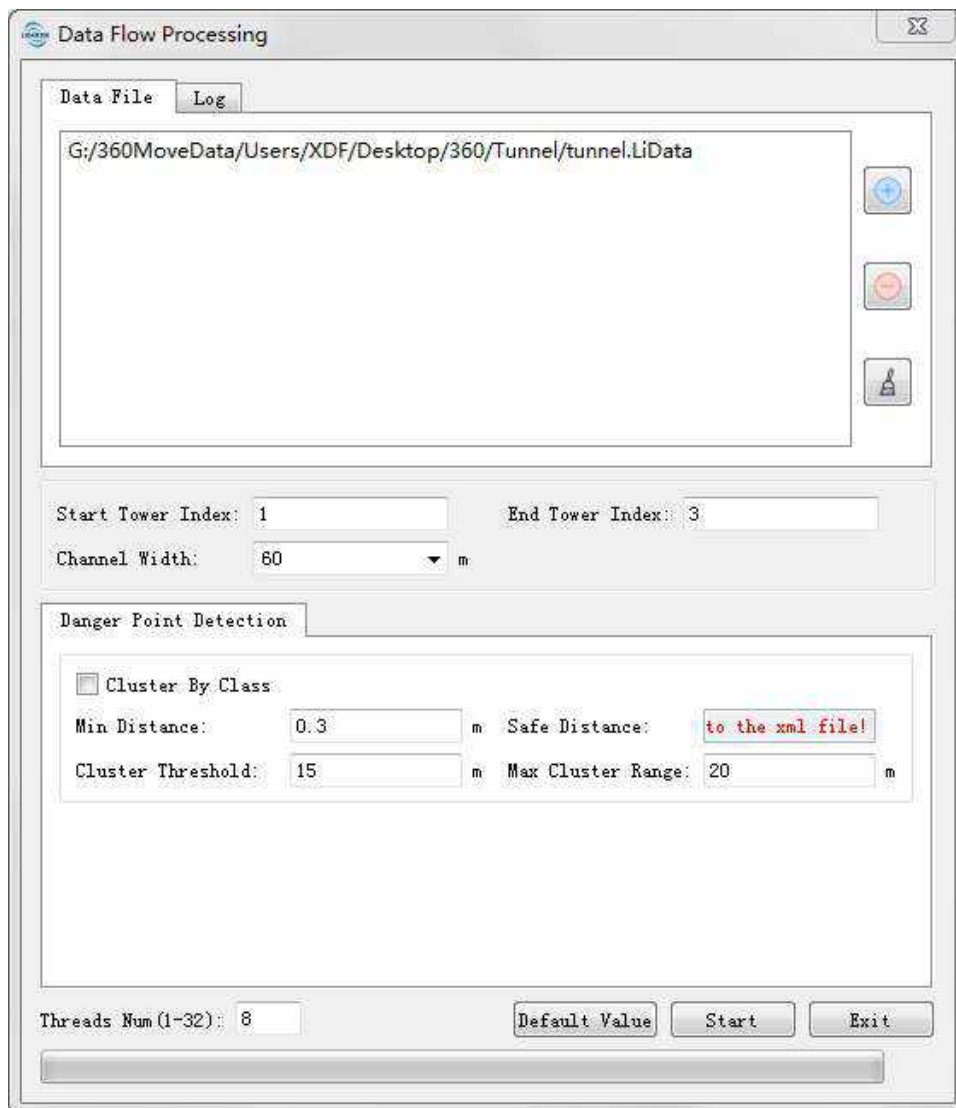 Data Flow Processing
Data File
Log
G:/360MoveData/Users/XDF/Desktop/360/Tunnel/tunnel.LiData
Start Tower Index: 1
End Tower Index: 3
Channel Width: 60 m
Danger Point Detection
Cluster By Class
Min Distance: 0.3 m
Safe Distance: to the xml file!
Cluster Threshold: 15 m
Max Cluster Range: 20 m
Threads Num(1-32): 8
Default Value
Start
Exit